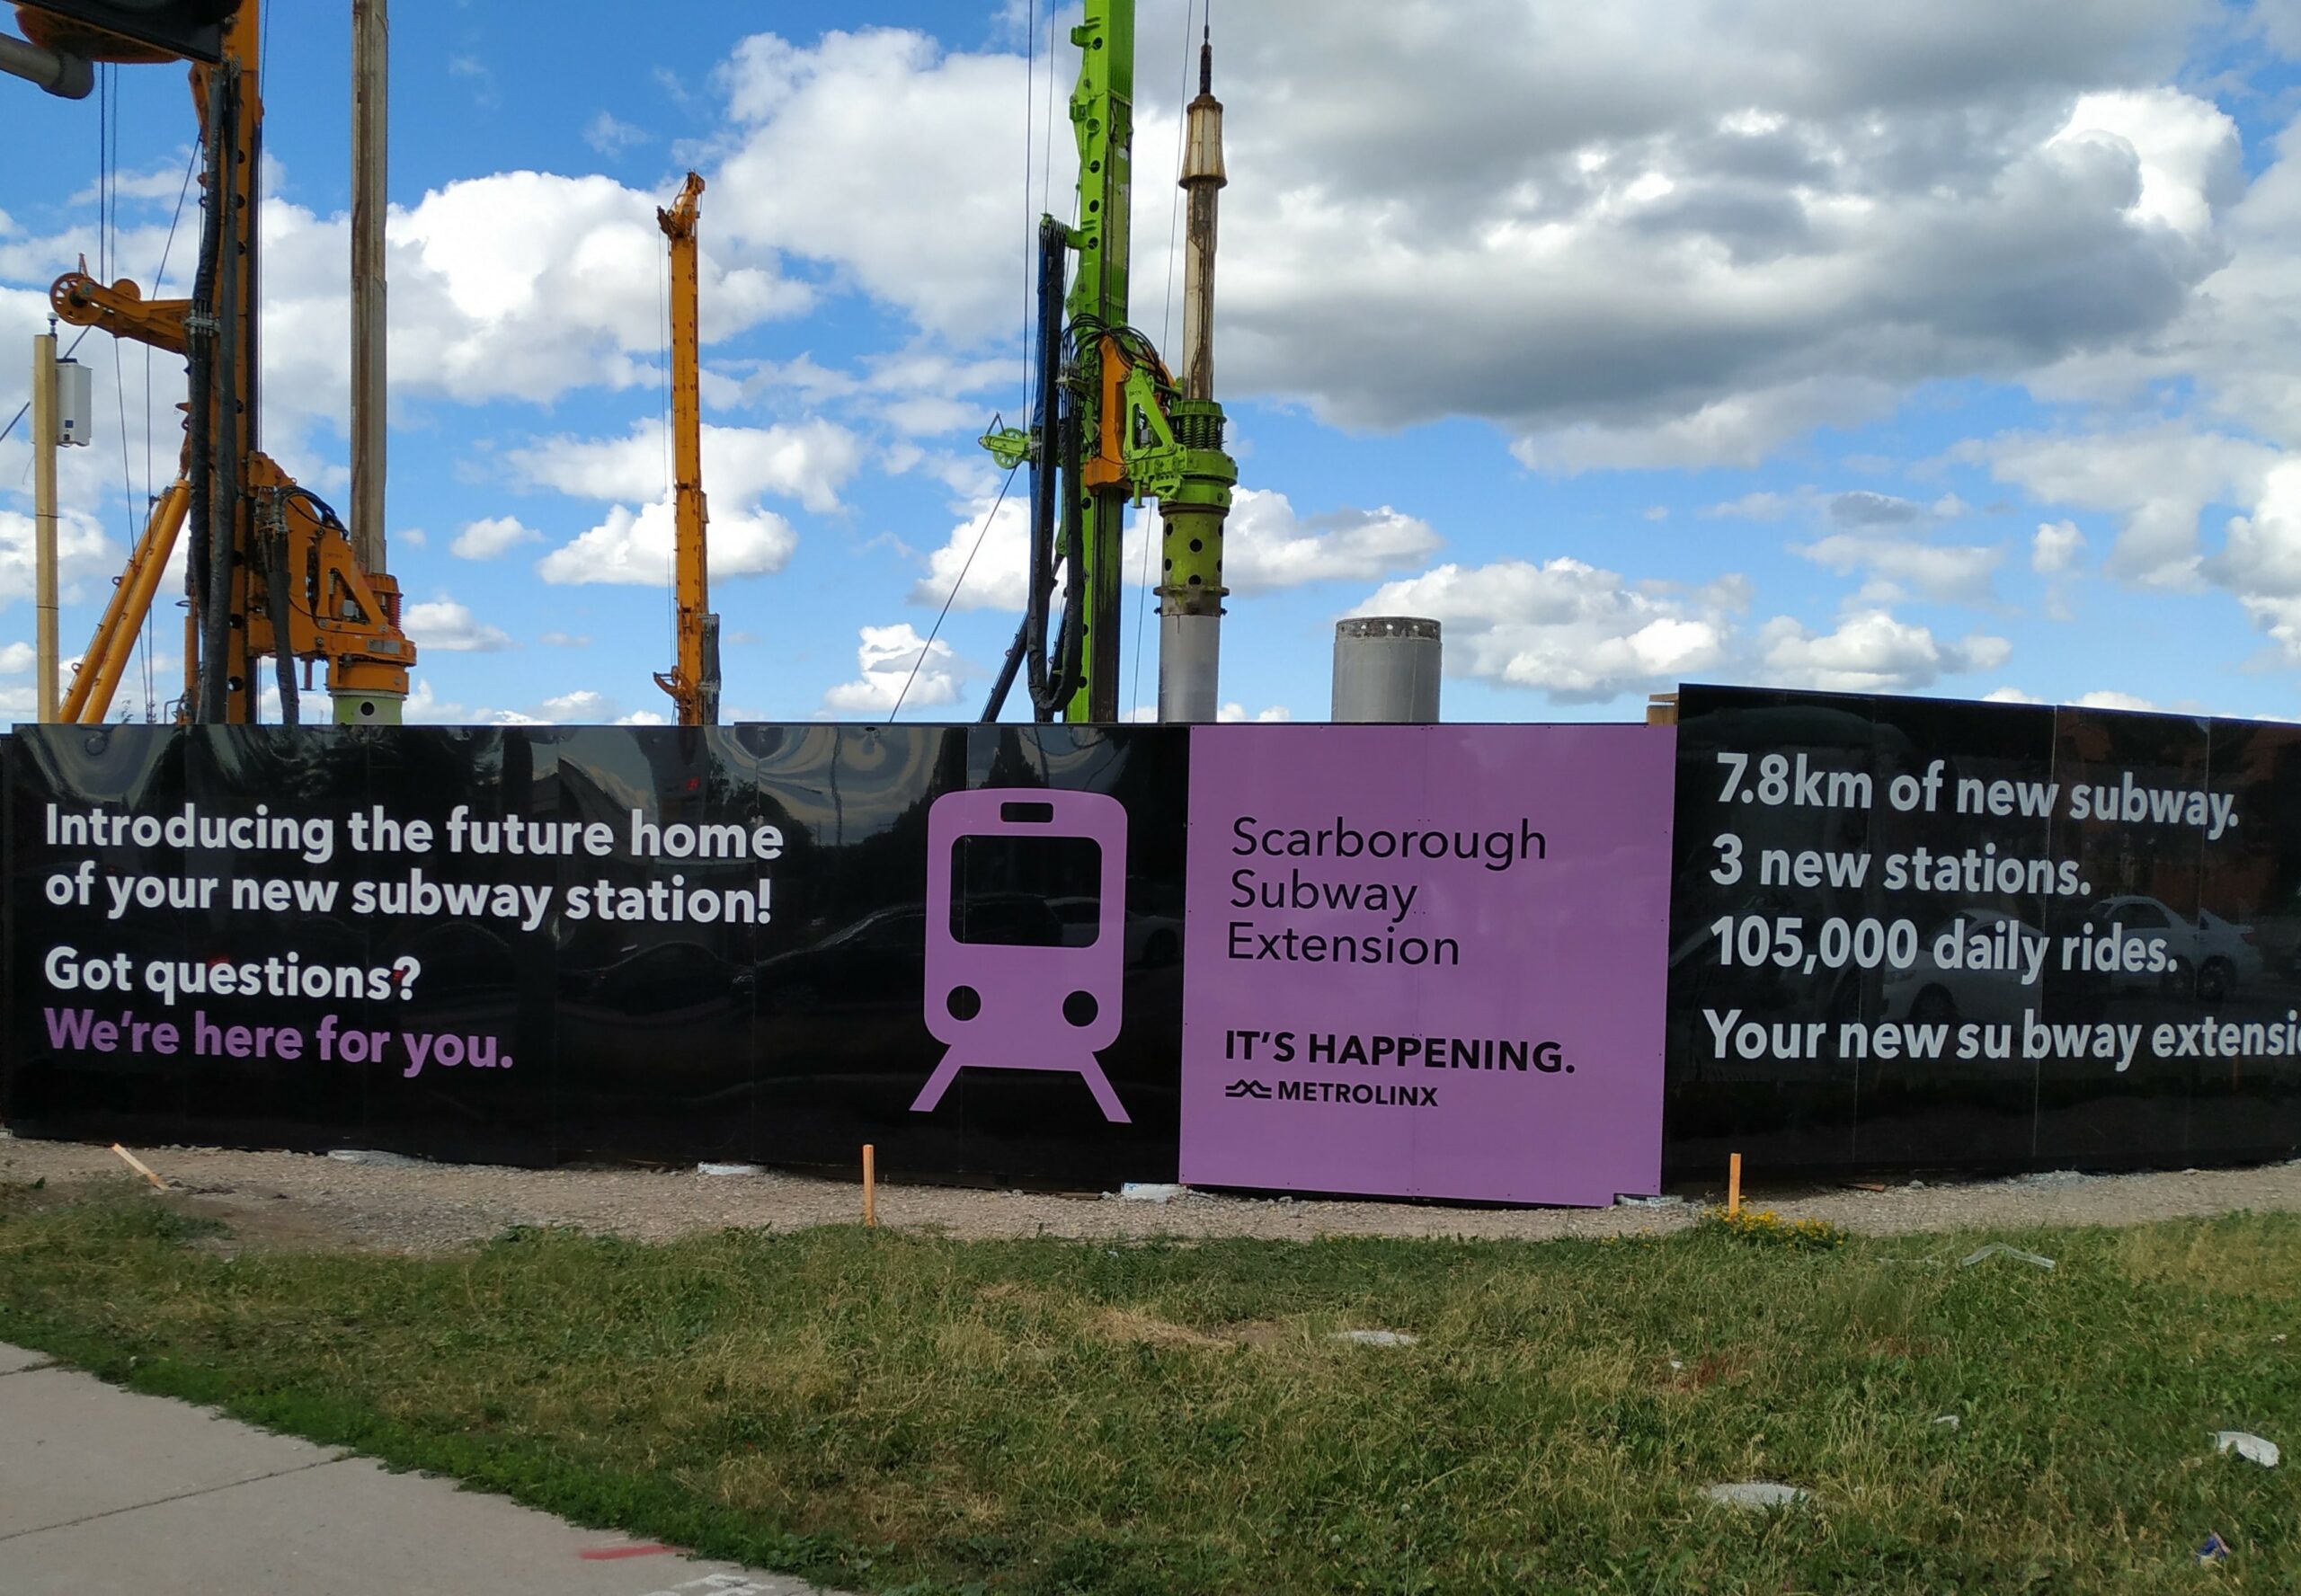 Introducing the future home
of your new subway station!
Got questions?
We're here for you.
Scarborough
Subway
Extension
IT'S HAPPENING.
METROLINX
7.8km of new subway.
3 new stations.
105,000 daily rides.
Your new su bway extensi